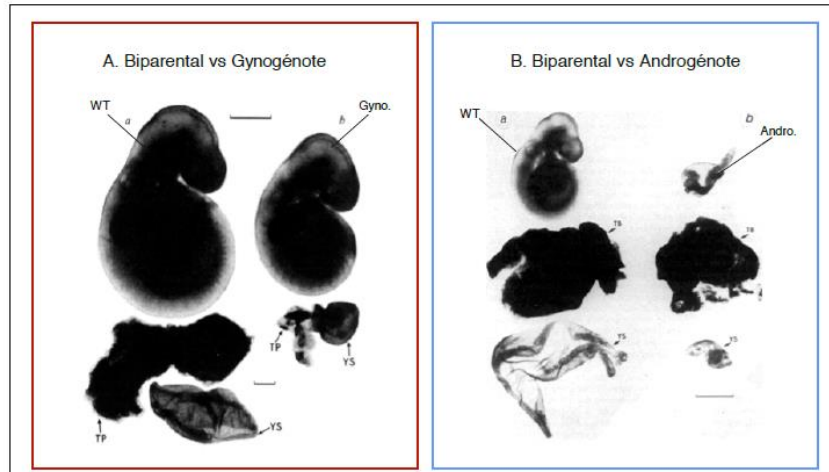 A. Biparental vs Gynogénote
WT
a
b
Gyno.
TP
YS
TP
YS
B. Biparental vs Androgénote
WT
a
b
Andro.
TB
TB
YS
YS